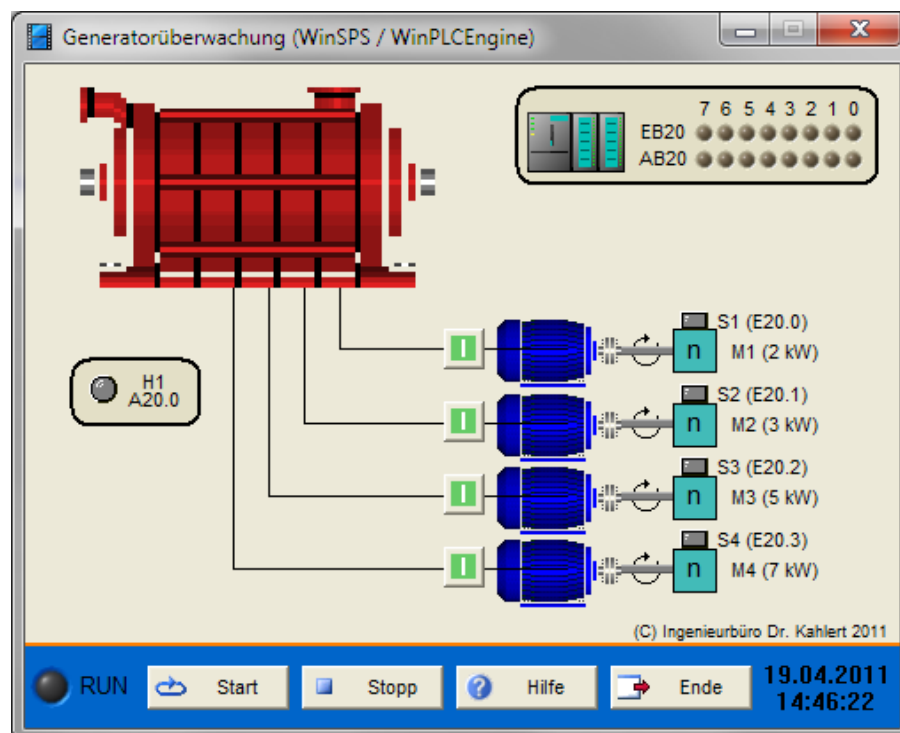 Generatorüberwachung (WinSPS / WinPLCEngine)
7 6 5 4 3 2 1 0
EB20
AB20
S1 (E20.0)
n M1 (2 kW)
H1
A20.0
S2 (E20.1)
n M2 (3 kW)
S3 (E20.2)
n M3 (5 kW)
S4 (E20.3)
n M4 (7 kW)
(C) Ingenieurbüro Dr. Kahlert 2011
RUN Start Stopp Hilfe Ende
19.04.2011
14:46:22